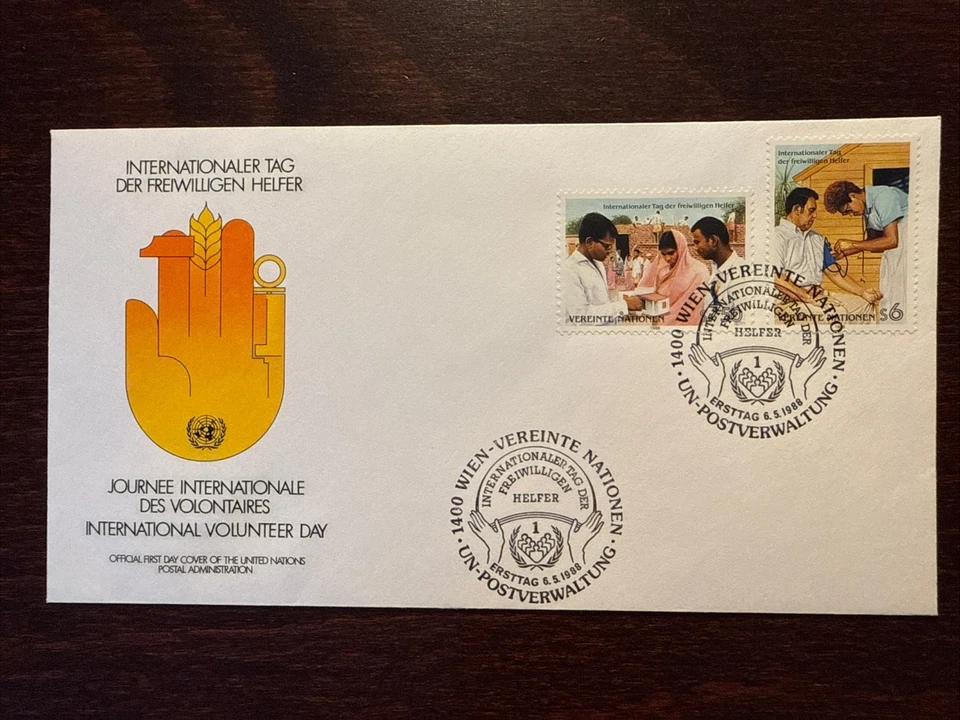 INTERNATIONALER TAG
DER FREIWILLIGEN HELFER
JOURNEE INTERNATIONALE
DES VOLONTAIRES
INTERNATIONAL VOLUNTEER DAY
OFFICIAL FIRST DAY COVER OF THE UNITED NATIONS
POSTAL ADMINISTRATION
Internationaler Tag der freiwilligen Helfer
VEREINTE NATIONEN
Internationaler Tag
der freiwilligen Helfer
VEREINTE NATIONEN S6
1400 WIEN-VEREINTE NATIONEN
INTERNATIONALER TAG DER
FREIWILLIGEN
HELFER
1
ERSTTAG 6.5.1988
UN-POSTVERWALTUNG
1400 WIEN-VEREINTE NATIONEN
INTERNATIONALER TAG DER
FREIWILLIGEN
HELFER
1
ERSTTAG 6.5.1988
UN-POSTVERWALTUNG